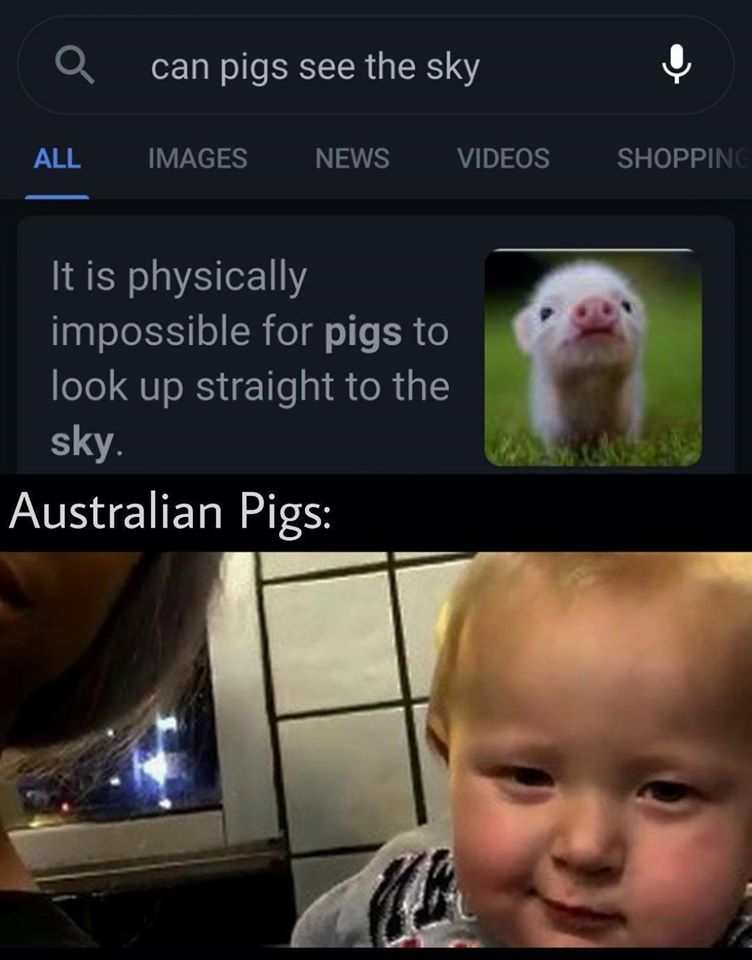 can pigs see the sky
ALL IMAGES NEWS VIDEOS SHOPPING
It is physically
impossible for pigs to
look up straight to the
sky.
Australian Pigs: